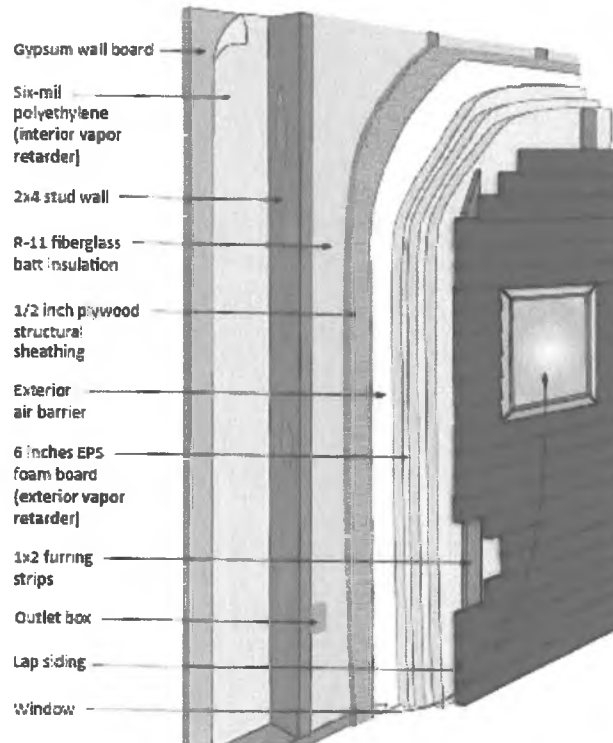 Gypsum wall board
Six-mil
polyethylene
(interior vapor
retarder)
2x4 stud wall
R-11 fiberglass
batt insulation
1/2 inch plywood
structural
sheathing
Exterior
air barrier
6 inches EPS
foam board
(exterior vapor
retarder)
1x2 furring
strips
Outlet box
Lap siding
Window